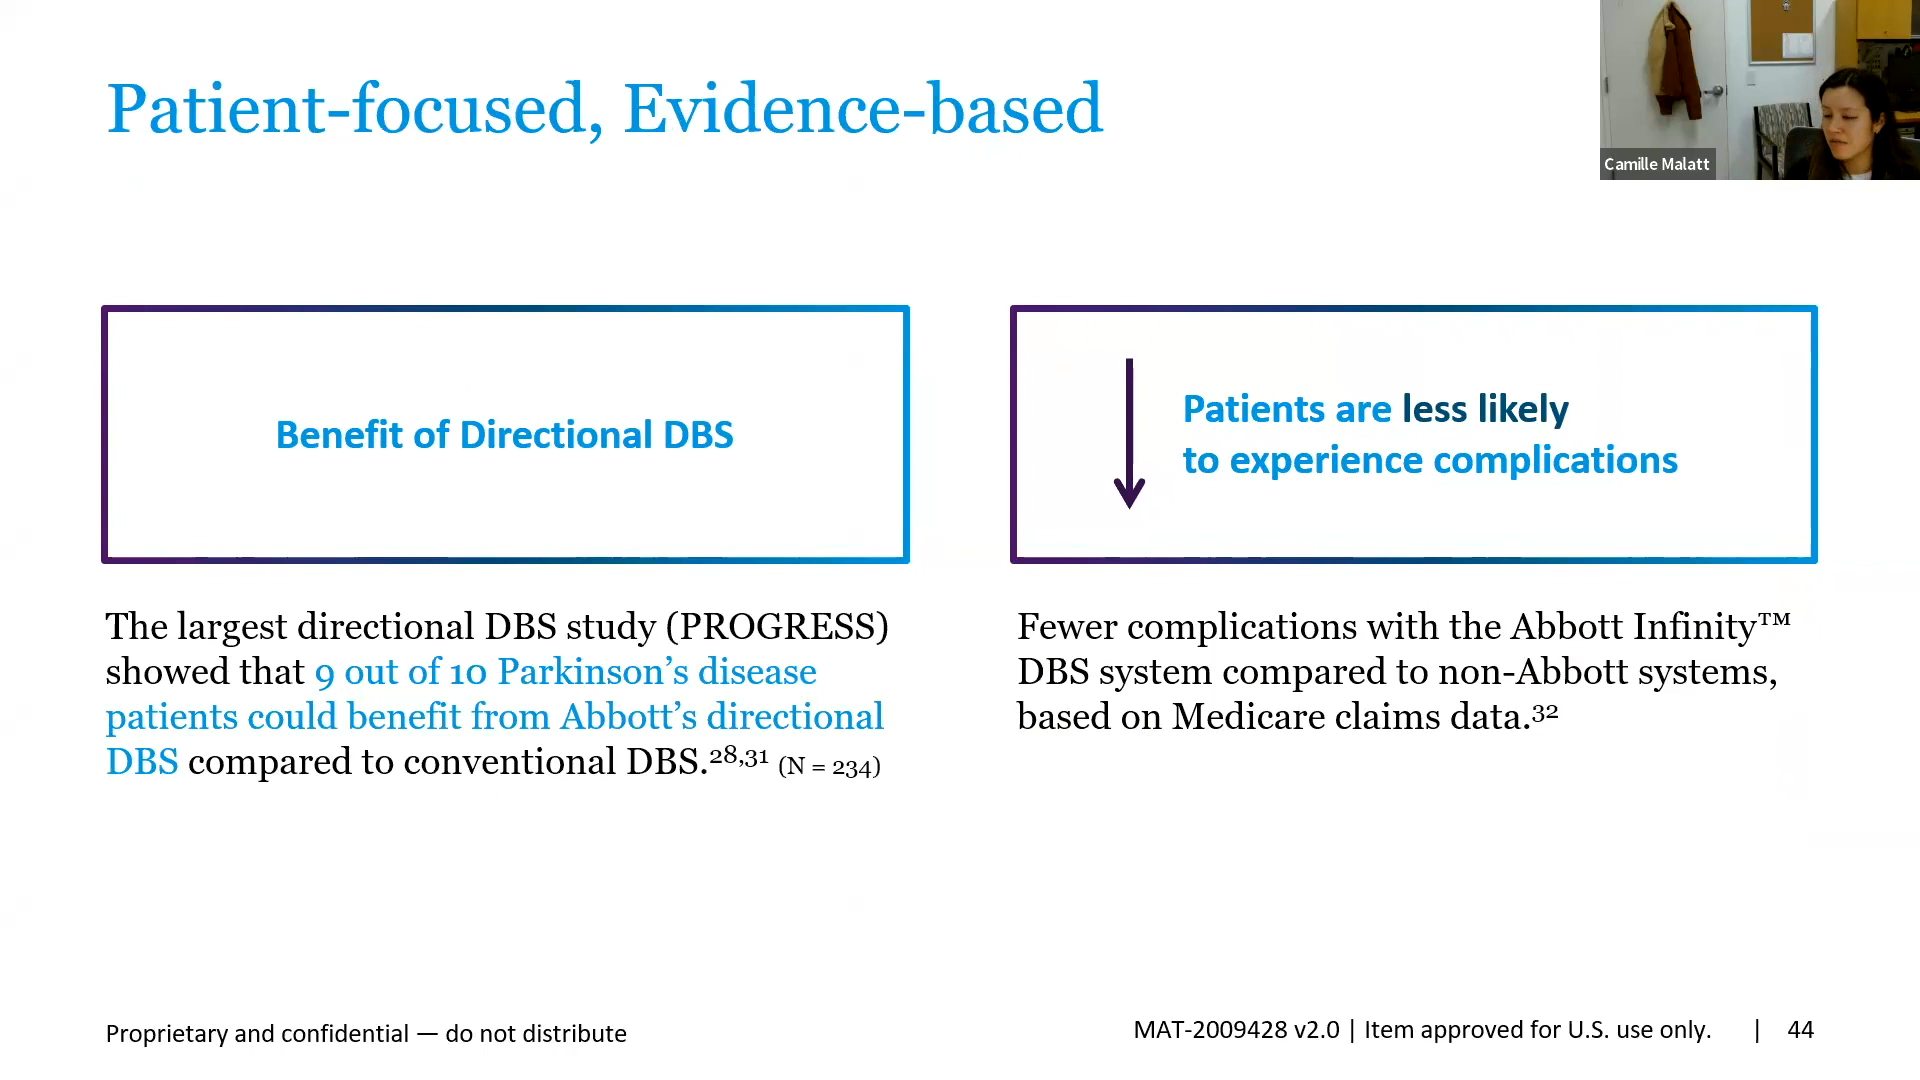 Patient-focused, Evidence-based
Camille Malatt
Benefit of Directional DBS
The largest directional DBS study (PROGRESS)
showed that 9 out of 10 Parkinson’s disease
patients could benefit from Abbott’s directional
DBS compared to conventional DBS.28,31 (N = 234)
Patients are less likely
to experience complications
Fewer complications with the Abbott Infinity™
DBS system compared to non-Abbott systems,
based on Medicare claims data.32
Proprietary and confidential — do not distribute
MAT-2009428 v2.0 | Item approved for U.S. use only. | 44